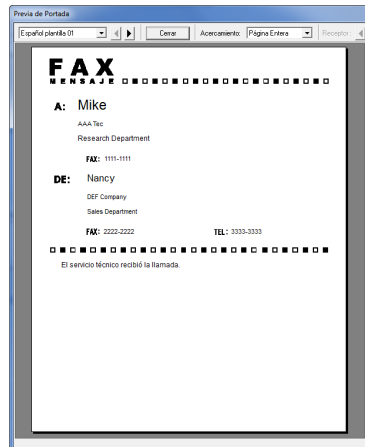 Previa de Portada
Español plantilla 01 Cerrar Acercamiento: Página Entera Receptor:
FAX
MENSAJE
A: Mike
AAA Tec
Research Department
FAX: 1111-1111
DE: Nancy
DEF Company
Sales Department
FAX: 2222-2222 TEL: 3333-3333
El servicio técnico recibió la llamada.